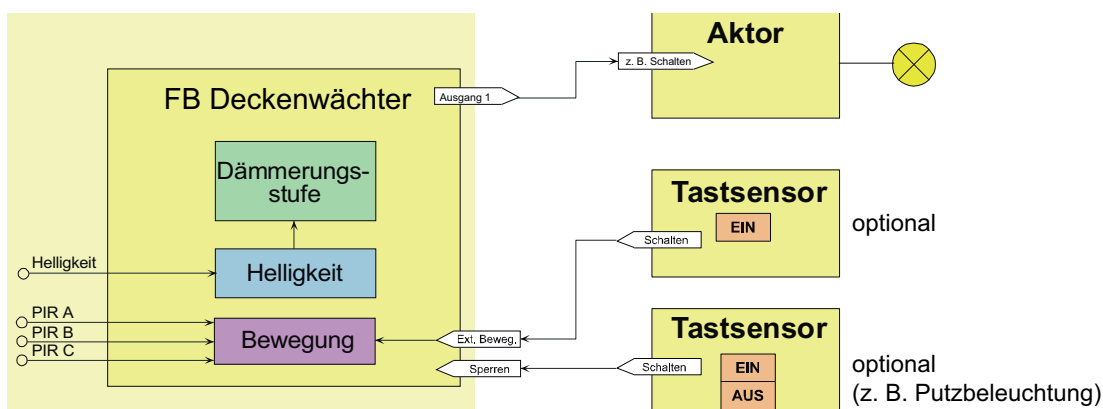 Aktor
z. B. Schalten
FB Deckenwächter
Ausgang 1
Dämmerungs-
stufe
Tastsensor
EIN
optional
Schalten
Helligkeit
Helligkeit
PIR A
PIR B
PIR C
Bewegung
Ext. Beweg.
Sperren
Tastsensor
Schalten
EIN
AUS
optional
(z. B. Putzbeleuchtung)